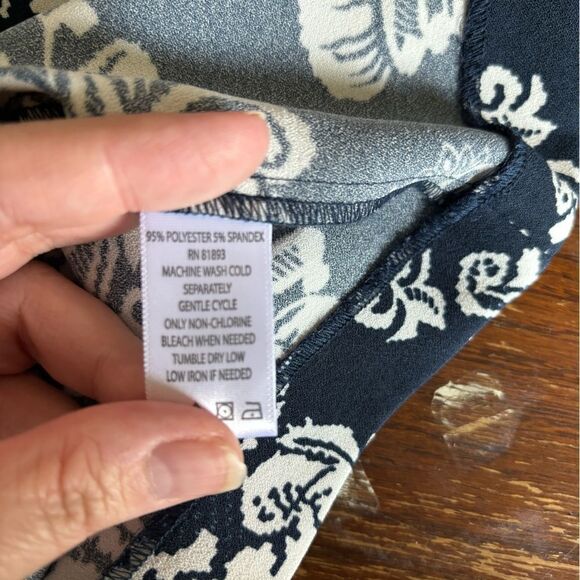 95% POLYESTER 5% SPANDEX
RN 81893
MACHINE WASH COLD
SEPARATELY
GENTLE CYCLE
ONLY NON-CHLORINE
BLEACH WHEN NEEDED
TUMBLE DRY LOW
LOW IRON IF NEEDED